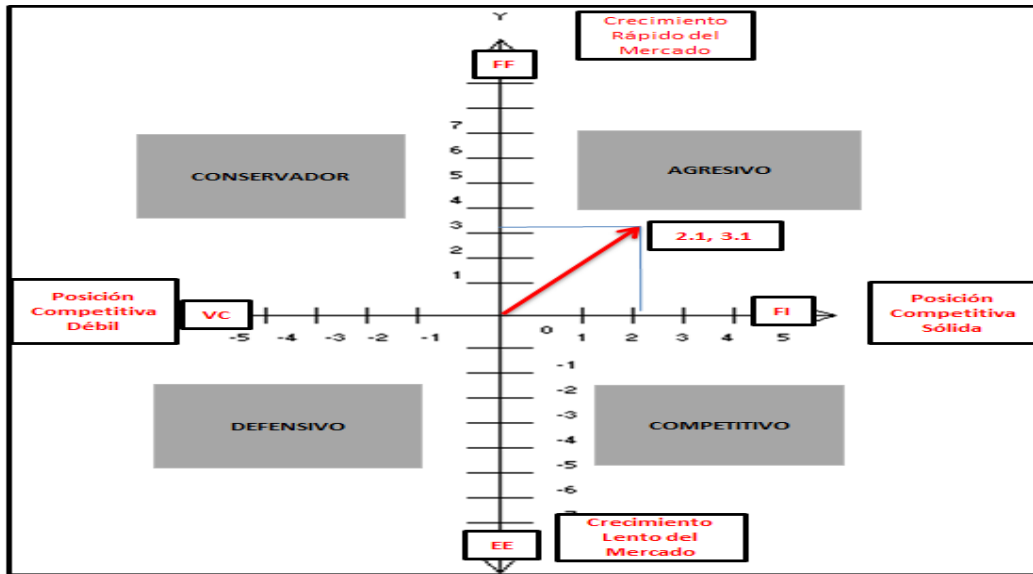 Y
Crecimiento
Rápido del
Mercado
FF
7
6
5
4
3
2
1
CONSERVADOR
AGRESIVO
2.1, 3.1
Posición
Competitiva
Débil
VC
FI
Posición
Competitiva
Sólida
-5 -4 -3 -2 -1 0 1 2 3 4 5
-1
-2
-3
-4
-5
-6
DEFENSIVO
COMPETITIVO
EE
Crecimiento
Lento del
Mercado